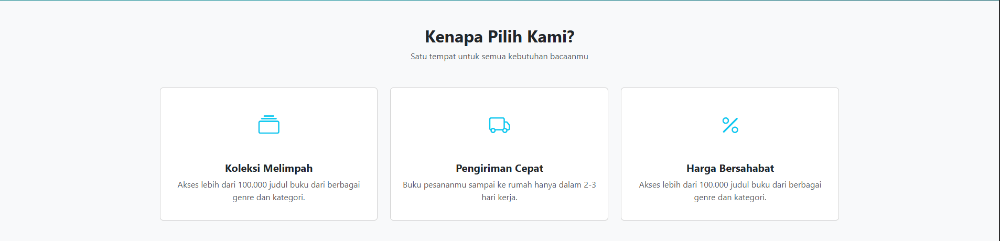 Kenapa Pilih Kami?
Satu tempat untuk semua kebutuhan bacaanmu
Koleksi Melimpah
Akses lebih dari 100.000 judul buku dari berbagai
genre dan kategori.
Pengiriman Cepat
Buku pesananmu sampai ke rumah hanya dalam 2-3
hari kerja.
Harga Bersahabat
Akses lebih dari 100.000 judul buku dari berbagai
genre dan kategori.